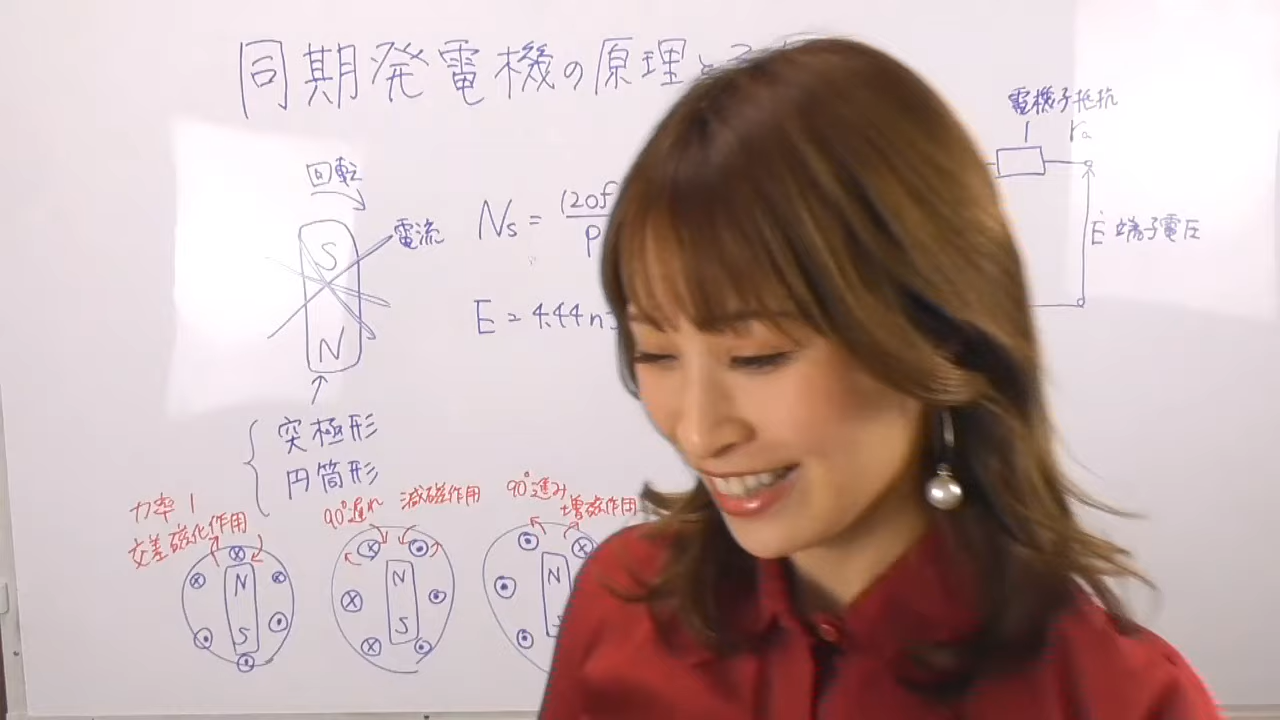 同期発電機の原理と
電機子抵抗
ra
回転
電流
S
N
Ns = 120f
P
E = 4.44n
Ė 端子電圧
突極形
円筒形
力率 1
交差磁化作用
90°遅れ 減磁作用
90°進み 増磁作用
N
S
N
S
N
S